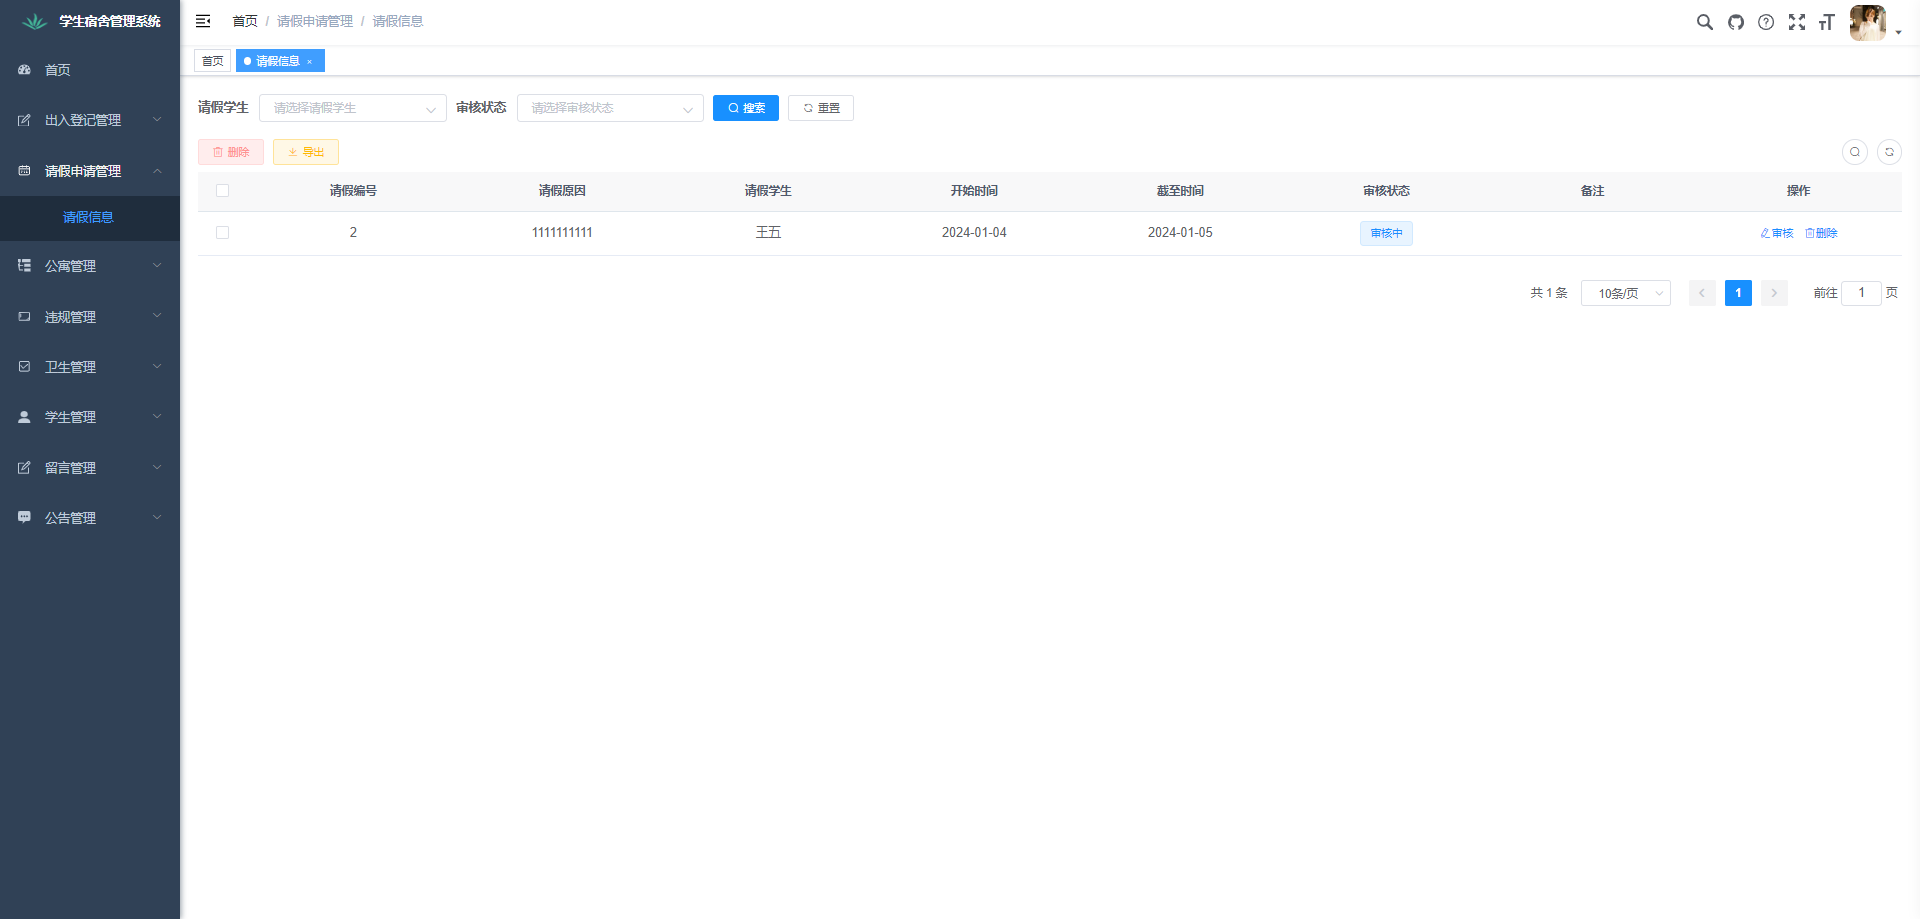 学生宿舍管理系统
首页 / 请假申请管理 / 请假信息
首页
出入登记管理
请假申请管理
请假信息
公寓管理
违规管理
卫生管理
学生管理
留言管理
公告管理
首页 请假信息 ×
请假学生 请选择请假学生 审核状态 请选择审核状态 搜索 重置
删除 导出
请假编号 请假原因 请假学生 开始时间 截至时间 审核状态 备注 操作
2 1111111111 王五 2024-01-04 2024-01-05 审核中 审核 删除
共 1 条 10条/页 1 前往 1 页